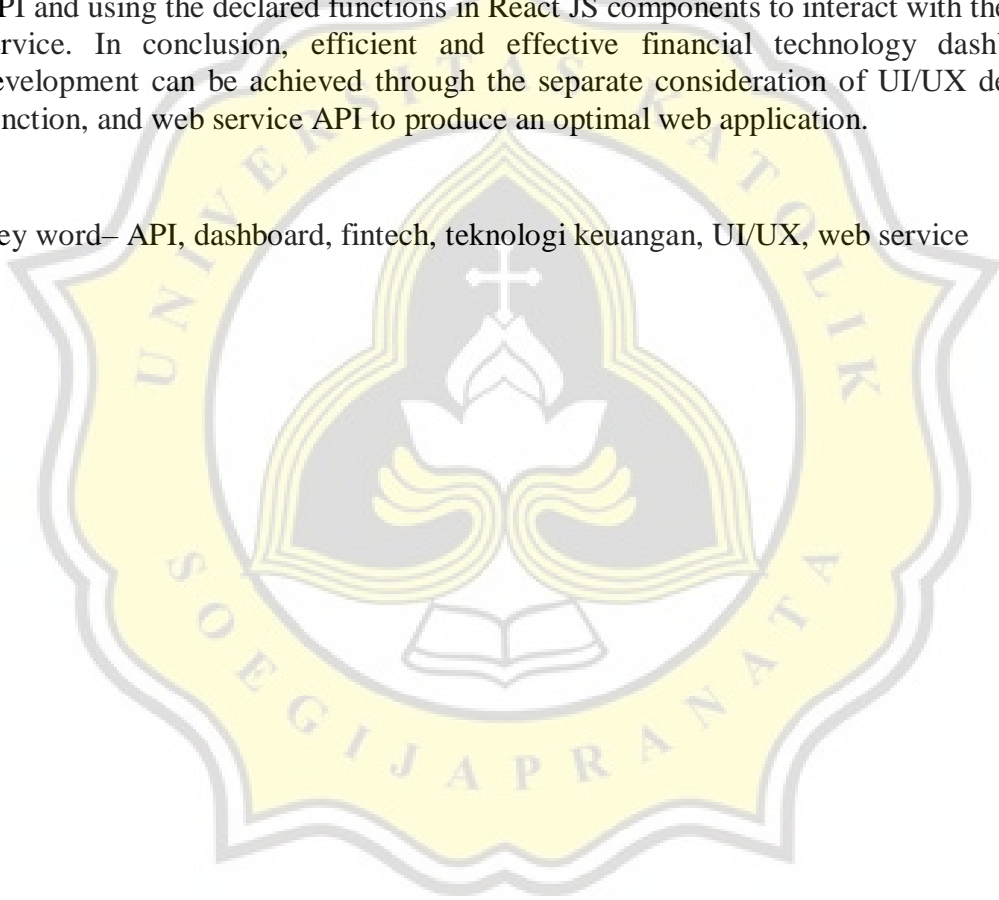 PI and using the declared functions in React JS components to interact with the
rvice. In conclusion, efficient and effective financial technology dash
evelopment can be achieved through the separate consideration of UI/UX de
nction, and web service API to produce an optimal web application.
ey word– API, dashboard, fintech, teknologi keuangan, UI/UX, web service
UNIVERSITAS KATOLIK
SOEGIJAPRANATA